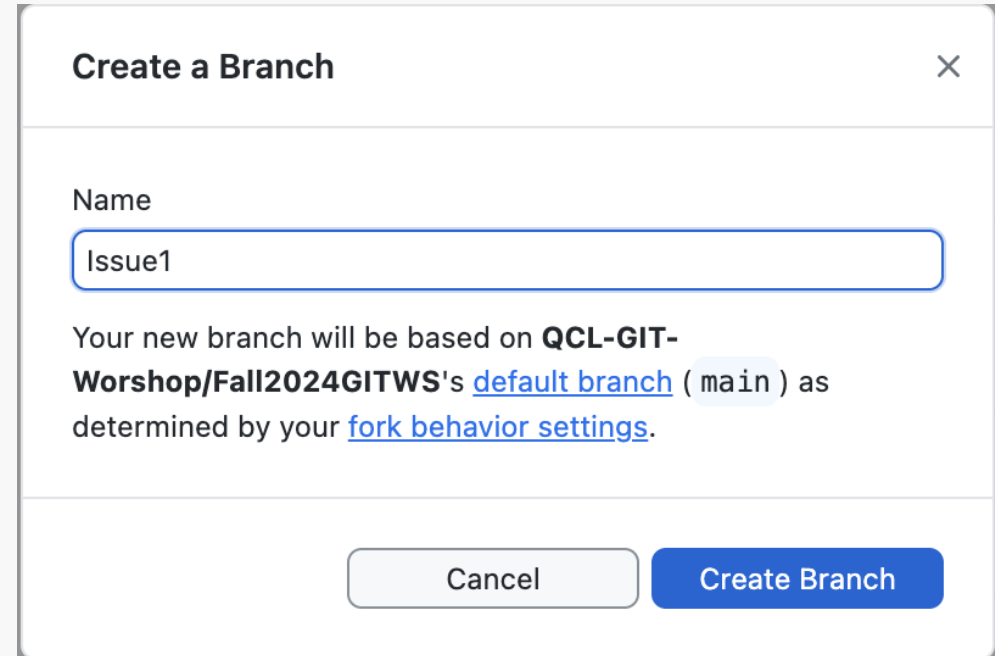 Create a Branch
Name
Issue1
Your new branch will be based on QCL-GIT-
Worshop/Fall2024GITWS's default branch (main) as
determined by your fork behavior settings.
Cancel
Create Branch